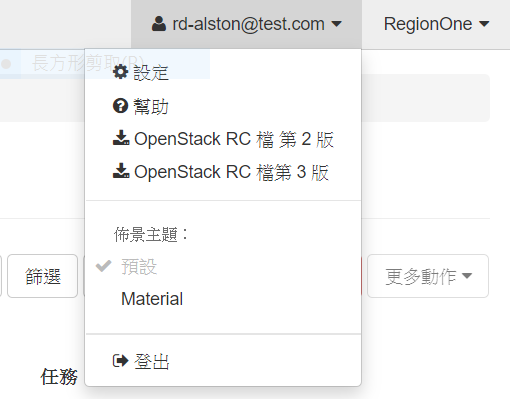 rd-alston@test.com
RegionOne
長方形剪取(R)
設定
幫助
OpenStack RC 檔 第 2 版
OpenStack RC 檔第 3 版
佈景主題：
預設
Material
篩選
更多動作
登出
任務